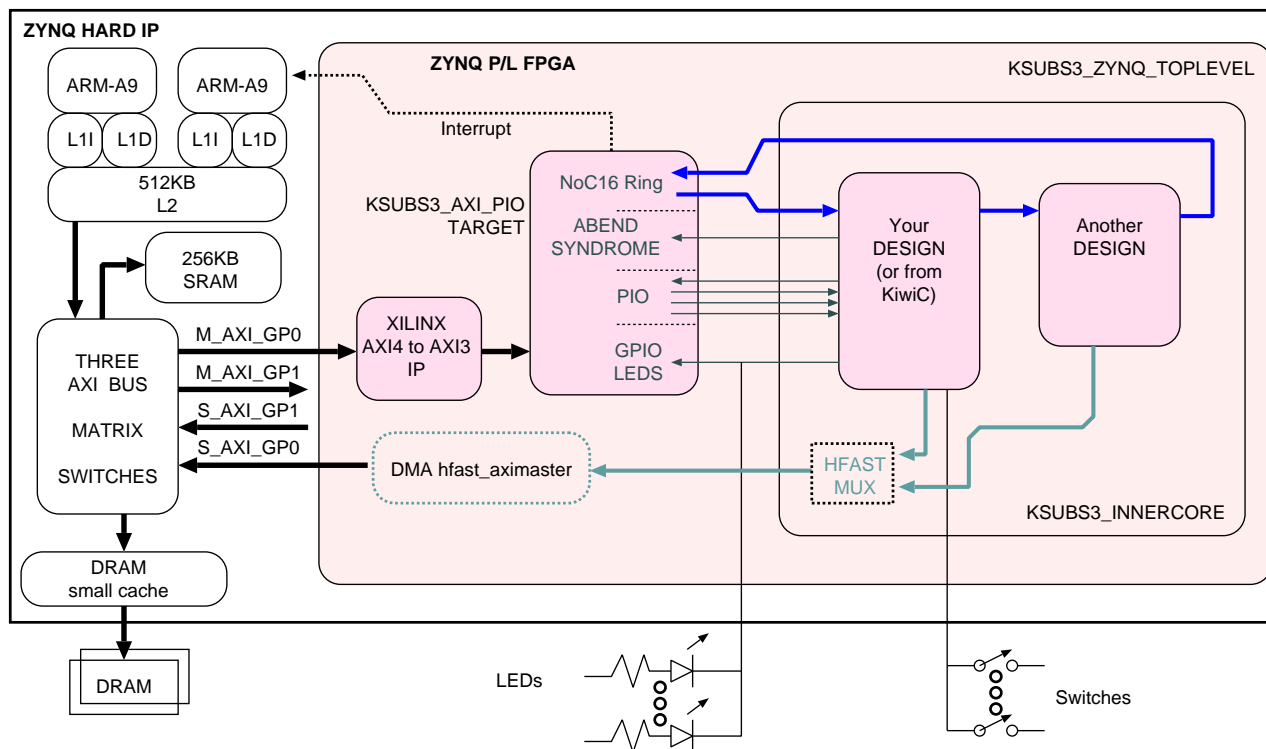 ZYNQ HARD IP
ARM-A9
ARM-A9
L1I
L1D
L1I
L1D
512KB
L2
256KB
SRAM
THREE
AXI BUS
MATRIX
SWITCHES
DRAM
small cache
DRAM
M_AXI_GP0
M_AXI_GP1
S_AXI_GP1
S_AXI_GP0
ZYNQ P/L FPGA
KSUBS3_ZYNQ_TOPLEVEL
Interrupt
KSUBS3_AXI_PIO
TARGET
NoC16 Ring
ABEND
SYNDROME
PIO
GPIO
LEDS
XILINX
AXI4 to AXI3
IP
DMA hfast_aximaster
Your
DESIGN
(or from
KiwiC)
Another
DESIGN
HFAST
MUX
KSUBS3_INNERCORE
LEDs
Switches